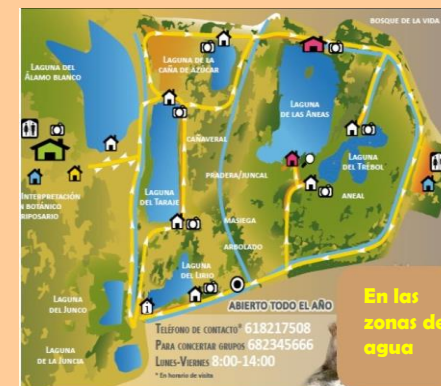 BOSQUE DE LA VIDA
LAGUNA DEL
ÁLAMO BLANCO
LAGUNA DE LA
CAÑA DE AZÚCAR
LAGUNA
DE LAS ANEAS
CAÑAVERAL
LAGUNA
DEL TRÉBOL
PRADERA/JUNCAL
INTERPRETACIÓN
BOTÁNICO
RIPOSARIO
LAGUNA
DEL TARAJE
ANEAL
MASIEGA
ARBOLADO
LAGUNA
DEL LIRIO
LAGUNA
DEL JUNCO
1
ABIERTO TODO EL AÑO
TELÉFONO DE CONTACTO* 618217508
PARA CONCERTAR GRUPOS 682345666
LUNES-VIERNES 8:00-14:00
* En horario de visita
LAGUNA
DE LA JUNCIA
En las
zonas de
agua